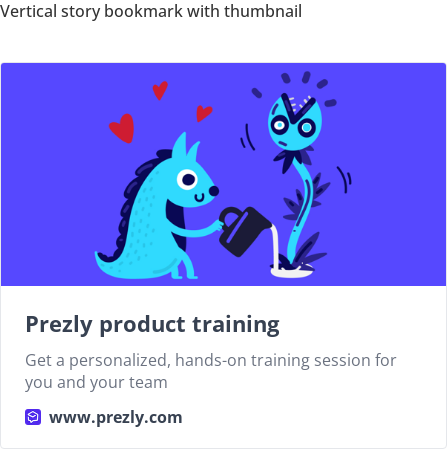 Vertical story bookmark with thumbnail
Prezly product training
Get a personalized, hands-on training session for
you and your team
www.prezly.com